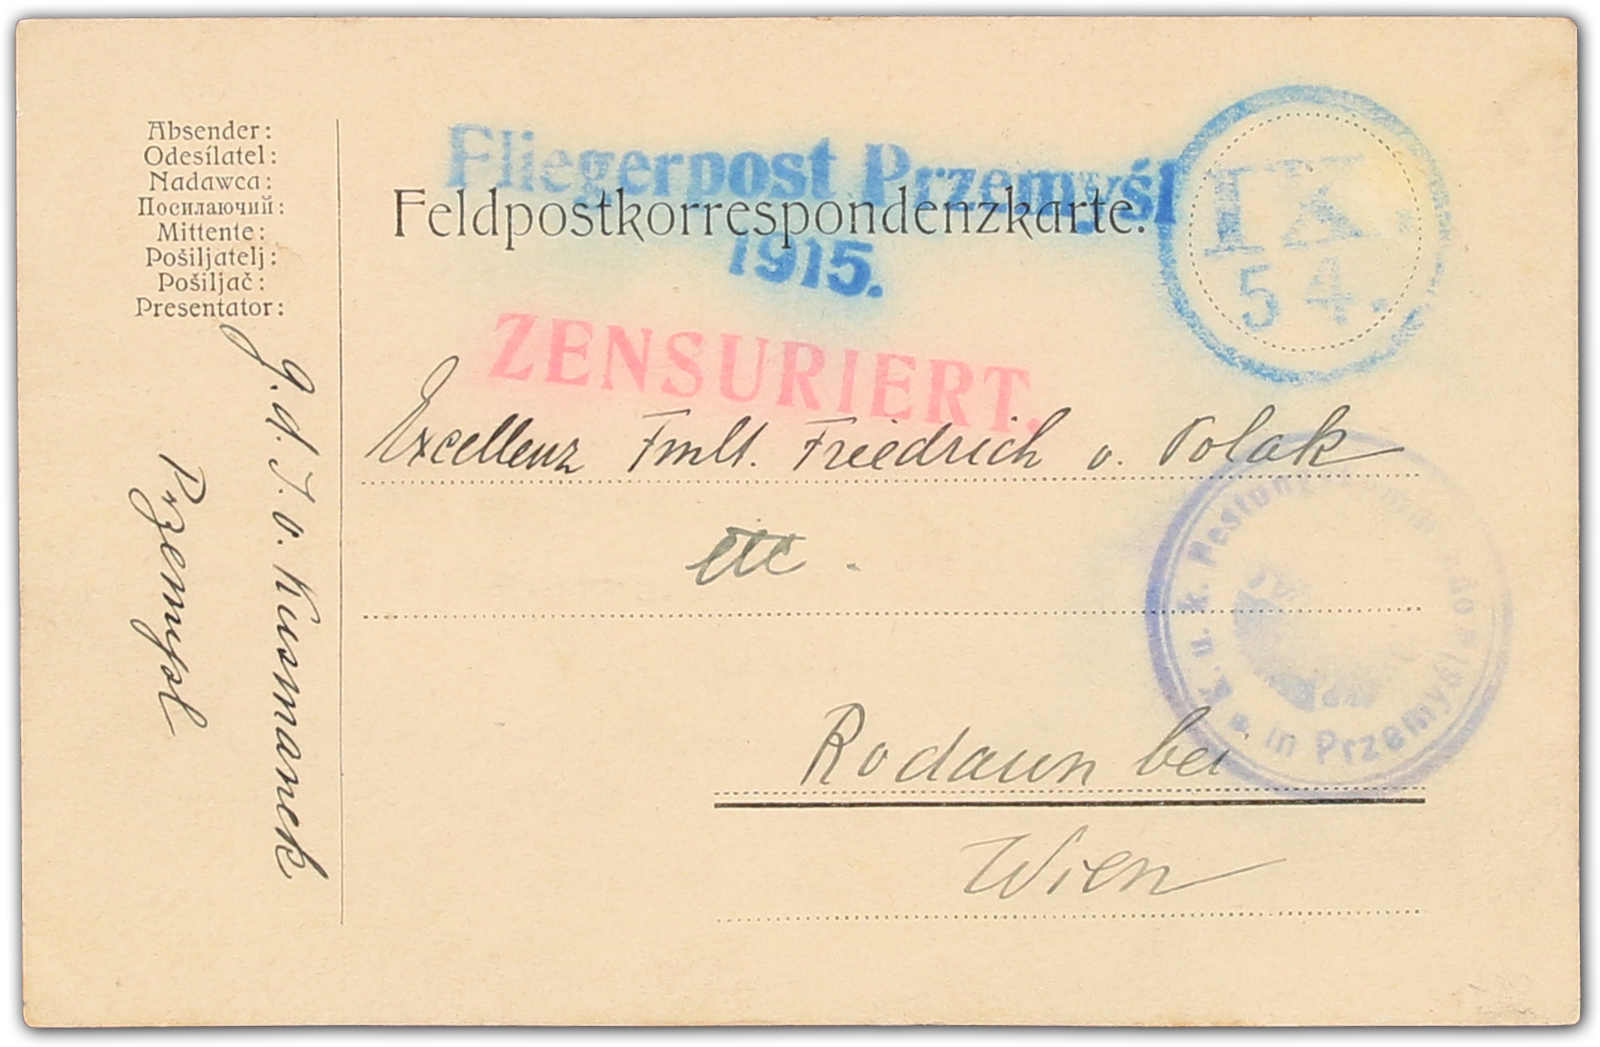 Absender:
Odesílatel:
Nadawca:
Посилаючий:
Mittente:
Pošiljatelj:
Pošiljač:
Presentator:
g. d. I. v. Kusmanek
Przemysl
Fliegerpost Przemyśl
1915.
Feldpostkorrespondenzkarte.
IX.
54.
ZENSURIERT.
Excellenz Fmlt. Friedrich v. Polak
etc.
K. u. k. Festungs
in Przemyśl
Rodaun bei
Wien